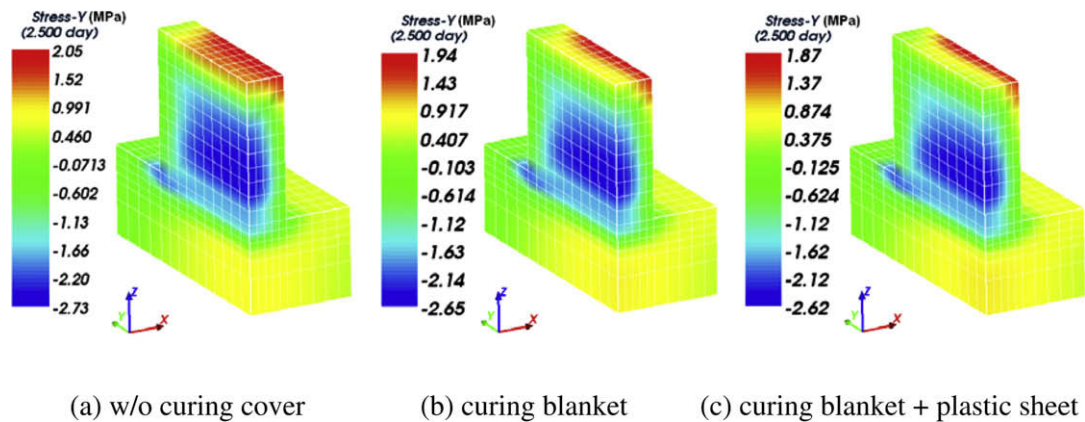 Stress-Y (MPa)
(2.500 day)
2.05
1.52
0.991
0.460
-0.0713
-0.602
-1.13
-1.66
-2.20
-2.73
Z
Y
X
(a) w/o curing cover
Stress-Y (MPa)
(2.500 day)
1.94
1.43
0.917
0.407
-0.103
-0.614
-1.12
-1.63
-2.14
-2.65
Z
Y
X
(b) curing blanket
Stress-Y (MPa)
(2.500 day)
1.87
1.37
0.874
0.375
-0.125
-0.624
-1.12
-1.62
-2.12
-2.62
Z
Y
X
(c) curing blanket + plastic sheet